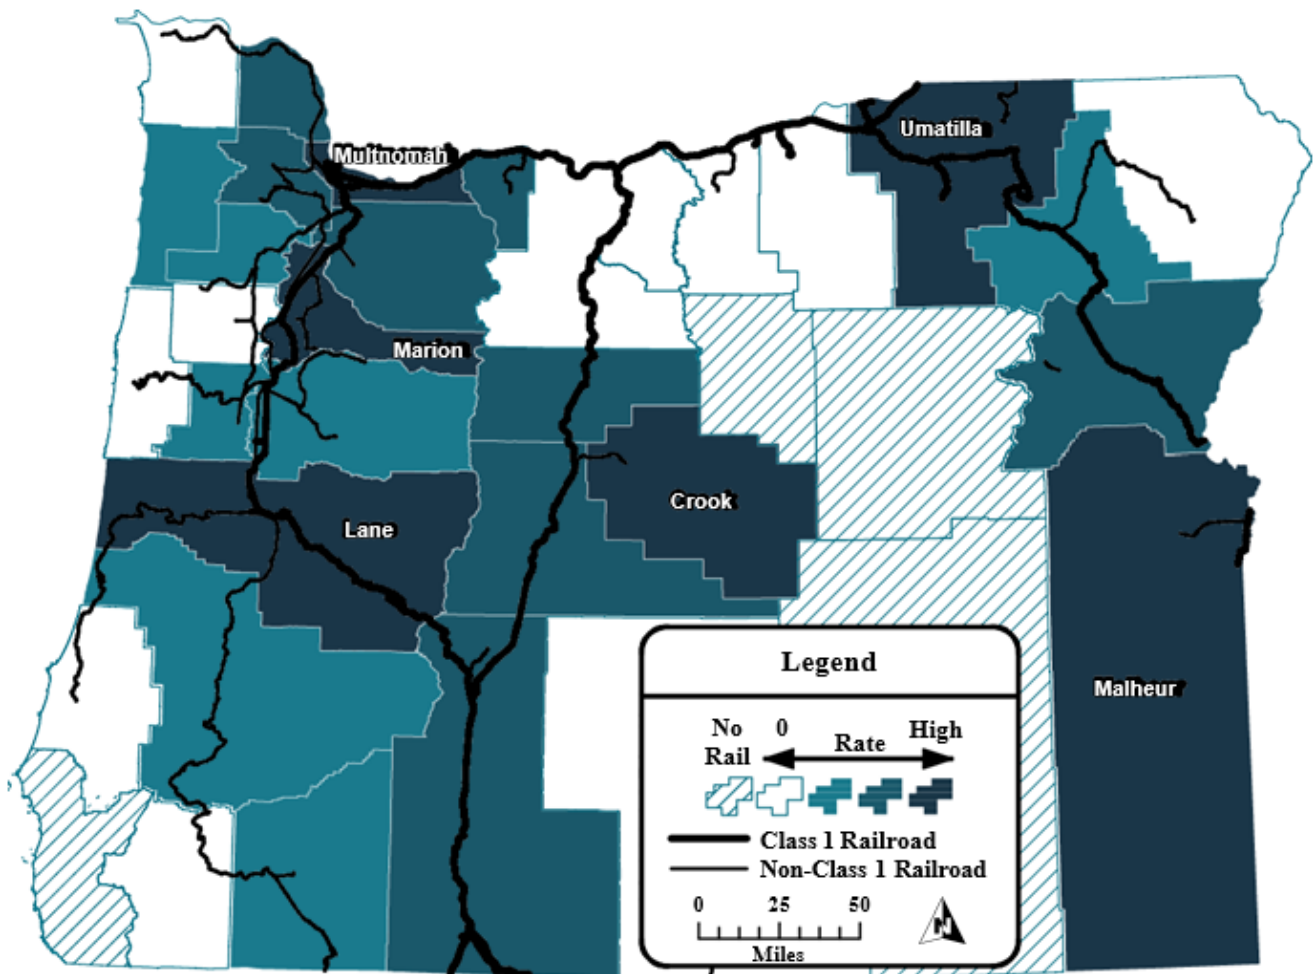 Umatilla
Multnomah
Marion
Crook
Lane
Malheur
Legend
No 0 High
Rail Rate
Class 1 Railroad
Non-Class 1 Railroad
0 25 50
Miles
N